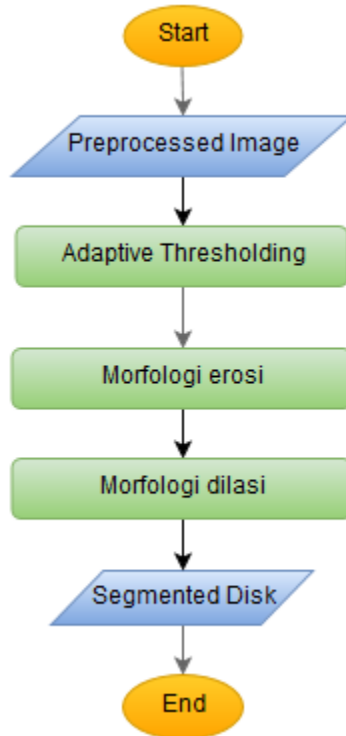 Start
Preprocessed Image
Adaptive Thresholding
Morfologi erosi
Morfologi dilasi
Segmented Disk
End